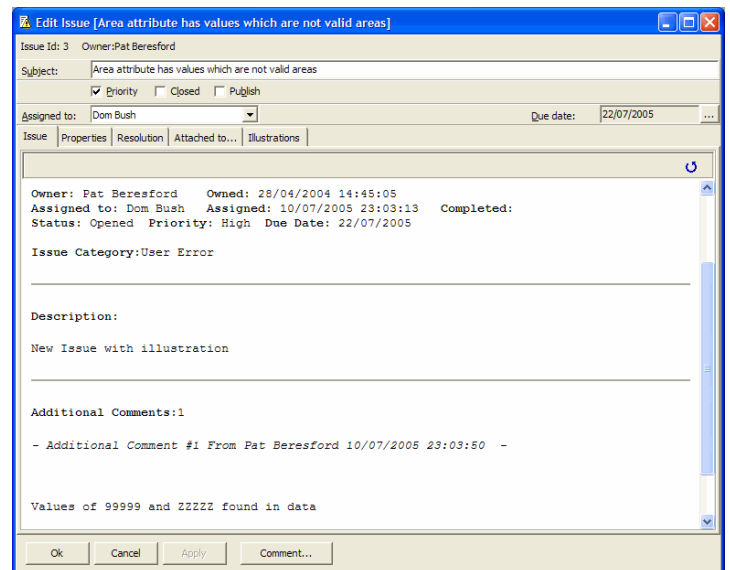 Edit Issue [Area attribute has values which are not valid areas]
Issue Id: 3 Owner:Pat Beresford
Subject: Area attribute has values which are not valid areas
Priority Closed Publish
Assigned to: Dom Bush Due date: 22/07/2005 ...
Issue Properties Resolution Attached to... Illustrations
Owner: Pat Beresford Owned: 28/04/2004 14:45:05
Assigned to: Dom Bush Assigned: 10/07/2005 23:03:13 Completed:
Status: Opened Priority: High Due Date: 22/07/2005
Issue Category:User Error
Description:
New Issue with illustration
Additional Comments:1
- Additional Comment #1 From Pat Beresford 10/07/2005 23:03:50 -
Values of 99999 and ZZZZZ found in data
Ok Cancel Apply Comment...